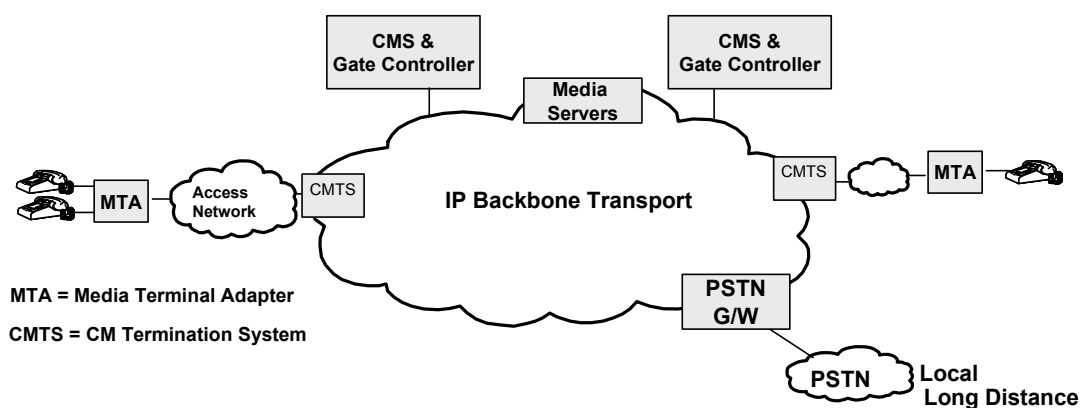 CMS &
Gate Controller
CMS &
Gate Controller
Media
Servers
MTA
Access
Network
CMTS
IP Backbone Transport
CMTS
MTA
MTA = Media Terminal Adapter
CMTS = CM Termination System
PSTN
G/W
PSTN
Local
Long Distance